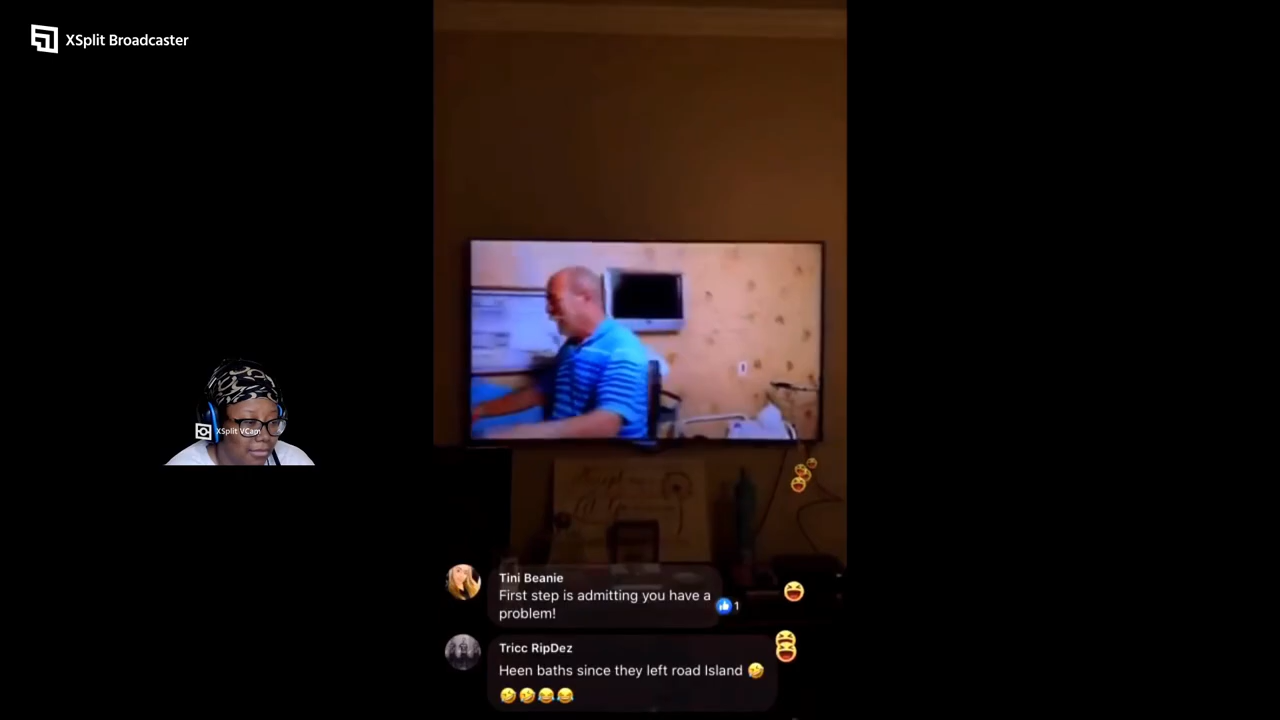 XSplit Broadcaster
XSplit VCam
Tini Beanie
First step is admitting you have a
problem!
1
Tricc RipDez
Heen baths since they left road Island 🤣
🤣🤣😂😂